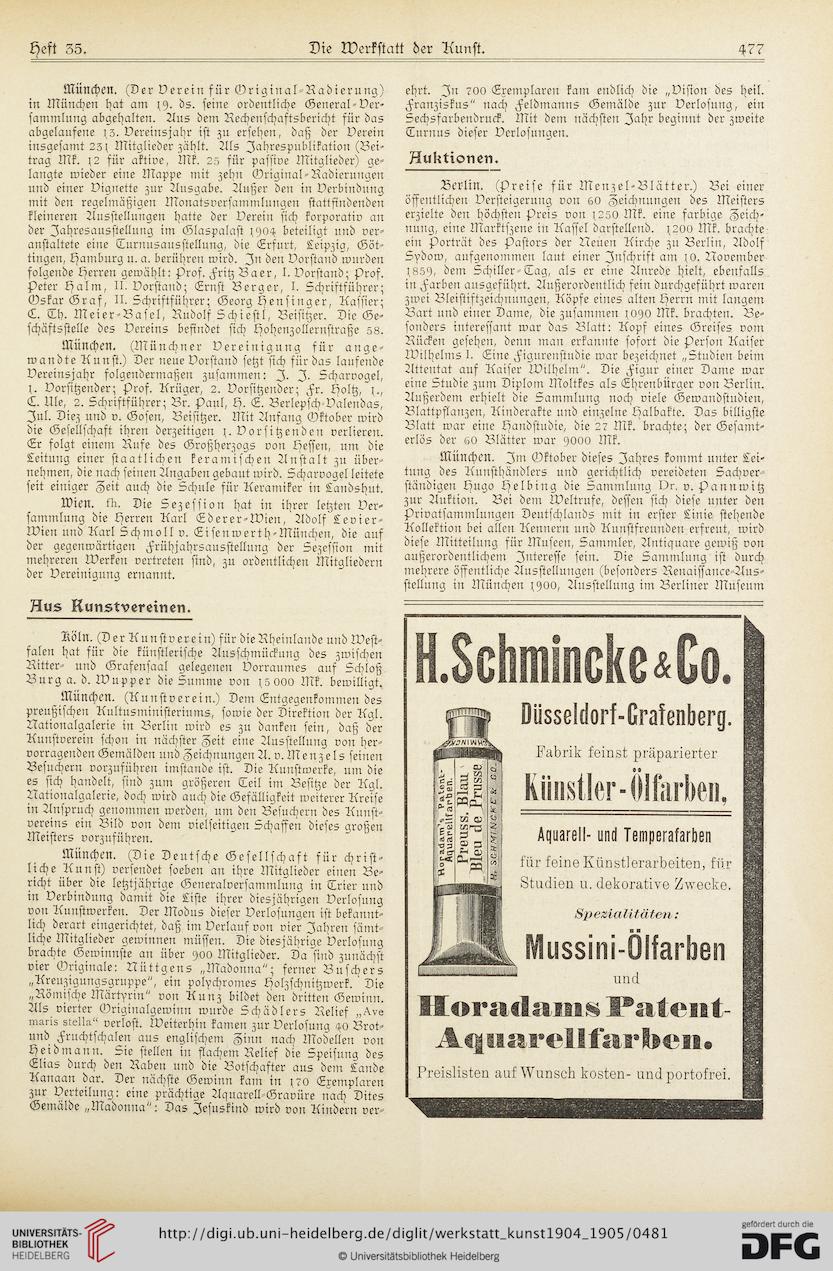 Heft 35.
Die Werkstatt der Kunst.
477
München. (Der Verein für Original-Radierung)
in München hat am 19. ds. seine ordentliche General-Ver-
sammlung abgehalten. Aus dem Rechenschaftsbericht für das
abgelaufene 13. Vereinsjahr ist zu ersehen, daß der Verein
insgesamt 231 Mitglieder zählt. Als Jahrespublikation (Bei-
trag Mk. 12 für aktive, Mk. 25 für passive Mitglieder) ge-
langte wieder eine Mappe mit zehn Original-Radierungen
und einer Vignette zur Ausgabe. Außer den in Verbindung
mit den regelmäßigen Monatsversammlungen stattfindenden
kleineren Ausstellungen hatte der Verein sich korporativ an
der Jahresausstellung im Glaspalast 1904 beteiligt und ver-
anstaltete eine Turnusausstellung, die Erfurt, Leipzig, Göt-
tingen, Hamburg u. a. berühren wird. In den Vorstand wurden
folgende Herren gewählt: Prof. Fritz Baer, I. Vorstand; Prof.
Peter Halm, II. Vorstand; Ernst Berger, I. Schriftführer;
Oskar Graf, II. Schriftführer; Georg Hensinger, Kassier;
C. Th. Meier-Basel, Rudolf Schiestl, Beisitzer. Die Ge-
schäftsstelle des Vereins befindet sich Hohenzollernstraße 58.
München. (Münchner Vereinigung für ange-
wandte Kunst.) Der neue Vorstand setzt sich für das laufende
Vereinsjahr folgendermaßen zusammen: J. J. Scharvogel,
1. Vorsitzender; Prof. Krüger, 2. Vorsitzender; Fr. Holtz, 1.,
C. Ule, 2. Schriftführer; Br. Paul, H. E. Berlepsch-Valendas,
Jul. Diez und v. Gosen, Beisitzer. Mit Anfang Oktober wird
die Gesellschaft ihren derzeitigen 1. Vorsitzenden verlieren.
Er folgt einem Rufe des Großherzogs von Hessen, um die
Leitung einer staatlichen keramischen Anstalt zu über-
nehmen, die nach seinen Angaben gebaut wird. Scharvogel leitete
seit einiger Zeit auch die Schule für Keramiker in Landshut.
Wien. fh. Die Sezession hat in ihrer letzten Ver-
sammlung die Herren Karl Ederer-Wien, Adolf Levier-
Wien und Karl Schmoll v. Eisenwerth-München, die auf
der gegenwärtigen Frühjahrsausstellung der Sezession mit
mehreren Werken vertreten sind, zu ordentlichen Mitgliedern
der Vereinigung ernannt.
Aus Kunstvereinen.
Köln. (Der Kunstverein) für die Rheinlande und West-
falen hat für die künstlerische Ausschmückung des zwischen
Ritter- und Grafensaal gelegenen Vorraumes auf Schloß
Burg a. d. Wupper die Summe von 15 000 Mk. bewilligt.
München. (Kunstverein.) Dem Entgegenkommen des
preußischen Kultusministeriums, sowie der Direktion der Kgl.
Nationalgalerie in Berlin wird es zu danken sein, daß der
Kunstverein schon in nächster Zeit eine Ausstellung von her-
vorragenden Gemälden und Zeichnungen A. v. Menzels seinen
Besuchern vorzuführen imstande ist. Die Kunstwerke, um die
es sich handelt, sind zum größeren Teil im Besitze der Kgl.
Nationalgalerie, doch wird auch die Gefälligkeit weiterer Kreise
in Anspruch genommen werden, um den Besuchern des Kunst-
vereins ein Bild von dem vielseitigen Schaffen dieses großen
Meisters vorzuführen.
München. (Die Deutsche Gesellschaft für christ-
liche Kunst) versendet soeben an ihre Mitglieder einen Be-
richt über die letztjährige Generalversammlung in Trier und
in Verbindung damit die Liste ihrer diesjährigen Verlosung
von Kunstwerken. Der Modus dieser Verlosungen ist bekannt-
lich derart eingerichtet, daß im Verlauf von vier Jahren sämt-
liche Mitglieder gewinnen müssen. Die diesjährige Verlosung
brachte Gewinnste an über 900 Mitglieder. Da sind zunächst
vier Originale: Nüttgens „Madonna“; ferner Buschers
„Kreuzigungsgruppe“, ein polychromes Holzschnitzwerk. Die
„Römische Märtyrin“ von Kunz bildet den dritten Gewinn.
Als vierter Originalgewinn wurde Schädlers Relief „Ave
maris stella“ verlost. Weiterhin kamen zur Verlosung 40 Brot-
und Fruchtschalen aus englischem Zinn nach Modellen von
Heidmann. Sie stellen in flachem Relief die Speisung des
Elias durch den Raben und die Botschafter aus dem Lande
Kanaan dar. Der nächste Gewinn kam in 170 Exemplaren
zur Verteilung: eine prächtige Aquarell-Gravüre nach Dites
Gemälde „Madonna“: Das Jesuskind wird von Kindern ver-
ehrt. In 700 Exemplaren kam endlich die „Vision des heil.
Franziskus“ nach Feldmanns Gemälde zur Verlosung, ein
Sechsfarbendruck. Mit dem nächsten Jahr beginnt der zweite
Turnus dieser Verlosungen.
Auktionen.
Berlin. (Preise für Menzel-Blätter.) Bei einer
öffentlichen Versteigerung von 60 Zeichnungen des Meisters
erzielte den höchsten Preis von 1250 Mk. eine farbige Zeich-
nung, eine Marktszene in Kassel darstellend. 1200 Mk. brachte
ein Porträt des Pastors der Neuen Kirche zu Berlin, Adolf
Sydow, aufgenommen laut einer Inschrift am 10. November
1859, dem Schiller-Tag, als er eine Anrede hielt, ebenfalls
in Farben ausgeführt. Außerordentlich fein durchgeführt waren
zwei Bleistiftzeichnungen, Köpfe eines alten Herrn mit langem
Bart und einer Dame, die zusammen 1090 Mk. brachten. Be-
sonders interessant war das Blatt: Kopf eines Greises vom
Rücken gesehen, denn man erkannte sofort die Person Kaiser
Wilhelms I. Eine Figurenstudie war bezeichnet „Studien beim
Attentat auf Kaiser Wilhelm“. Die Figur einer Dame war
eine Studie zum Diplom Moltkes als Ehrenbürger von Berlin.
Außerdem erhielt die Sammlung noch viele Gewandstudien,
Blattpflanzen, Kinderakte und einzelne Halbakte. Das billigste
Blatt war eine Handstudie, die 27 Mk. brachte; der Gesamt-
erlös der 60 Blätter war 9000 Mk.
München. Im Oktober dieses Jahres kommt unter Lei-
tung des Kunsthändlers und gerichtlich vereideten Sachver-
ständigen Hugo Helbing die Sammlung Dr. v. Pannwitz
zur Auktion. Bei dem Weltrufe, dessen sich diese unter den
Privatsammlungen Deutschlands mit in erster Linie stehende
Kollektion bei allen Kennern und Kunstfreunden erfreut, wird
diese Mitteilung für Museen, Sammler, Antiquare gewiß von
außerordentlichem Interesse sein. Die Sammlung ist durch
mehrere öffentliche Ausstellungen (besonders Renaissance-Aus-
stellung in München 1900, Ausstellung im Berliner Museum
H. Schmincke & Co.
Düsseldorf-Grafenberg.
Fabrik feinst präparierter
Künstler-Ölfarben,
Aquarell- und Temperafarben
für feine Künstlerarbeiten, für
Studien u. dekorative Zwecke.
Spezialitäten:
Mussini-Ölfarben
und
Horadams Patent-
Aquarellfarben.
Preislisten auf Wunsch kosten- und portofrei.
SCHMINCKE
Horadam's Patent-
Aquarellfarben.
Preuss. Blau
Bleu de Prusse
H. SCHMINCKE & CO.
UNIVERSITÄTS-
BIBLIOTHEK
HEIDELBERG
http://digi.ub.uni-heidelberg.de/diglit/werkstatt_kunst1904_1905/0481
© Universitätsbibliothek Heidelberg
gefördert durch die
DFG